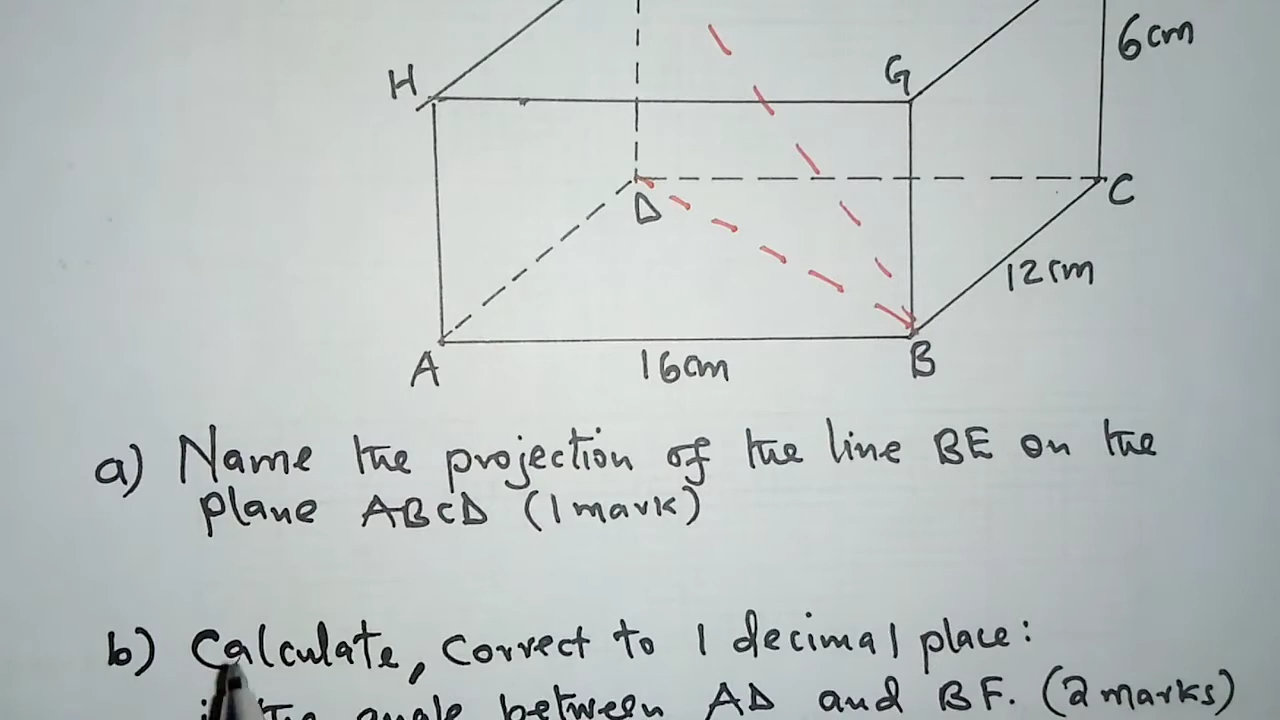 6cm
H
G
D
C
12cm
A
16cm
B
a) Name the projection of the line BE on the
plane ABCD (1 mark)
b) Calculate, correct to 1 decimal place:
angle between AD and BF. (2 marks)